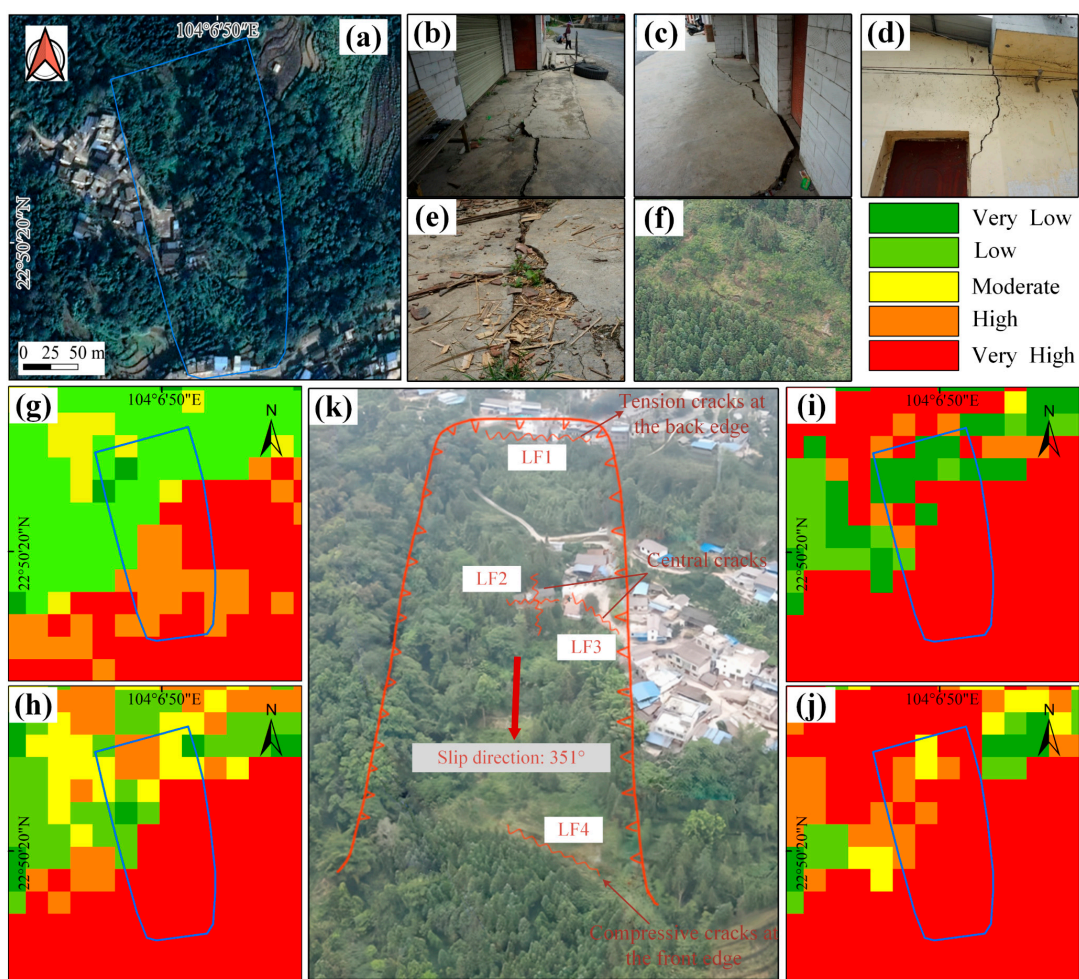 (a)
104°6'50"E
22°50'20"N
0 25 50 m
(b)
(c)
(d)
(e)
(f)
Very Low
Low
Moderate
High
Very High
(g)
104°6'50"E
N
22°50'20"N
(h)
104°6'50"E
N
22°50'20"N
(k)
Tension cracks at
the back edge
LF1
Central cracks
LF2
LF3
Slip direction: 351°
LF4
Compressive cracks at
the front edge
(i)
104°6'50"E
N
22°50'20"N
(j)
104°6'50"E
N
22°50'20"N